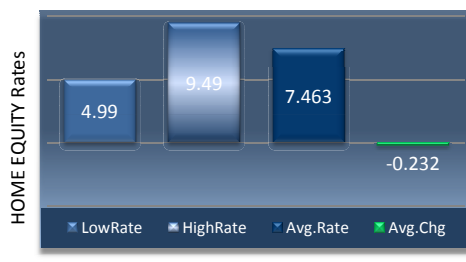 HOME EQUITY Rates
4.99
9.49
7.463
-0.232
LowRate HighRate Avg.Rate Avg.Chg